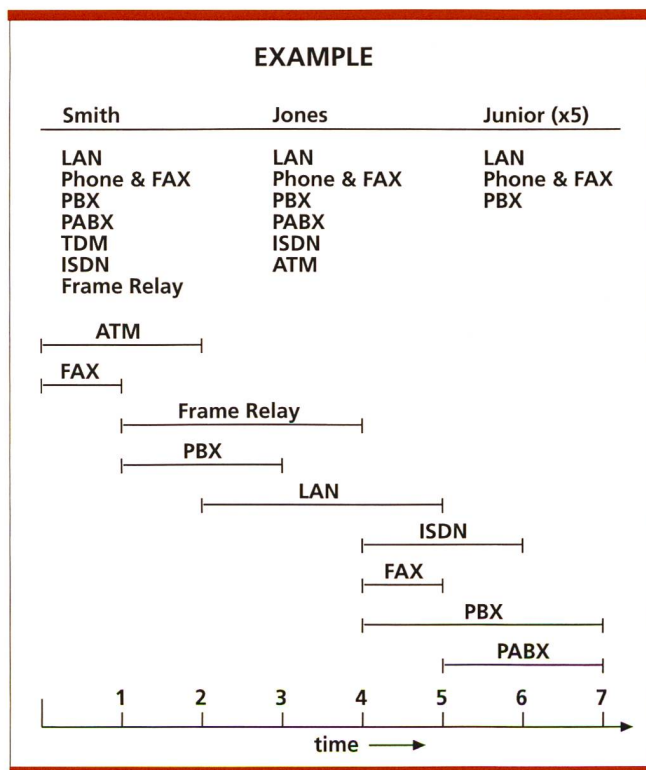 EXAMPLE
Smith Jones Junior (x5)
LAN LAN LAN
Phone & FAX Phone & FAX Phone & FAX
PBX PBX PBX
PABX PABX
TDM ISDN
ISDN ATM
Frame Relay
ATM
FAX
Frame Relay
PBX
LAN
ISDN
FAX
PBX
PABX
1 2 3 4 5 6 7
time